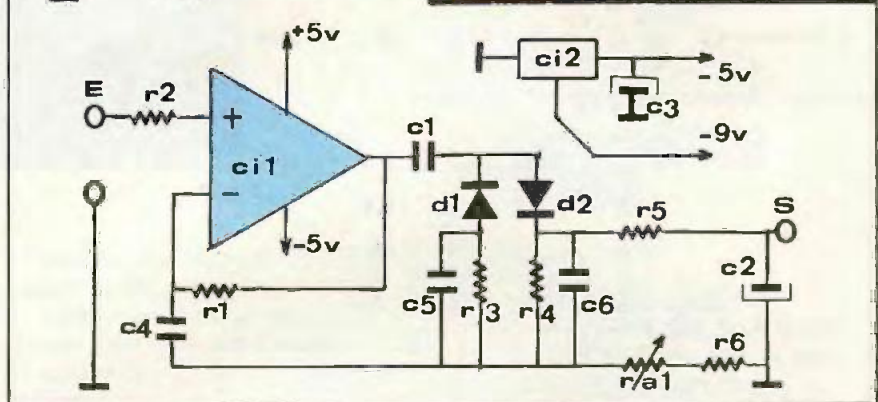 +5v
ci2
-5v
E
r2
c3
+
c1
-9v
ci1
-
d1
d2
r5
S
-5v
c2
c5
r3
r4
c6
r1
c4
r/a1
r6